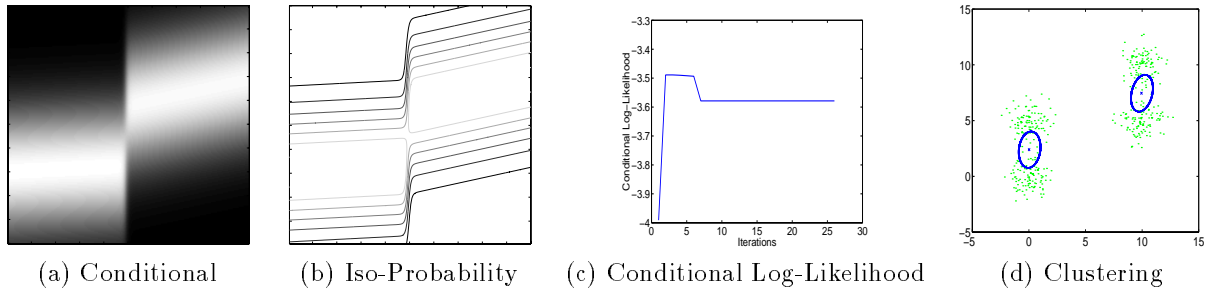 -3.3
-3.4
-3.5
-3.6
-3.7
-3.8
-3.9
-4
0 5 10 15 20 25 30
Conditional Log-Likelihood
Iterations
15
10
5
0
-5
-5 0 5 10 15
(a) Conditional
(b) Iso-Probability
(c) Conditional Log-Likelihood
(d) Clustering